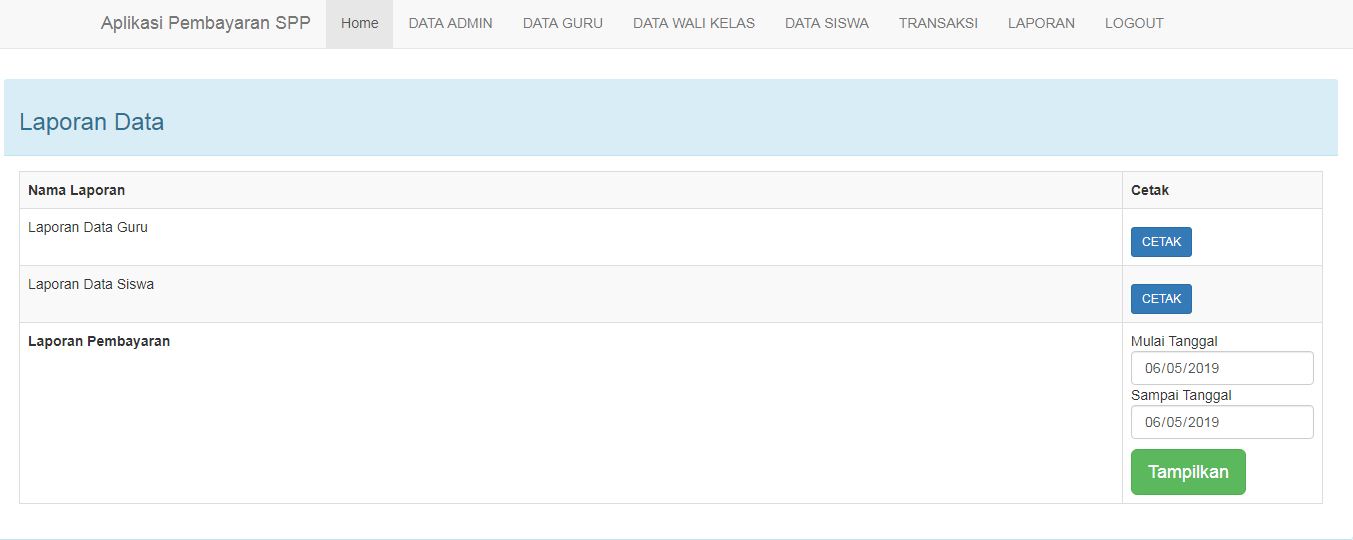 Aplikasi Pembayaran SPP Home DATA ADMIN DATA GURU DATA WALI KELAS DATA SISWA TRANSAKSI LAPORAN LOGOUT
Laporan Data
Nama Laporan Cetak
Laporan Data Guru
CETAK
Laporan Data Siswa
CETAK
Laporan Pembayaran Mulai Tanggal
06/05/2019
Sampai Tanggal
06/05/2019
Tampilkan